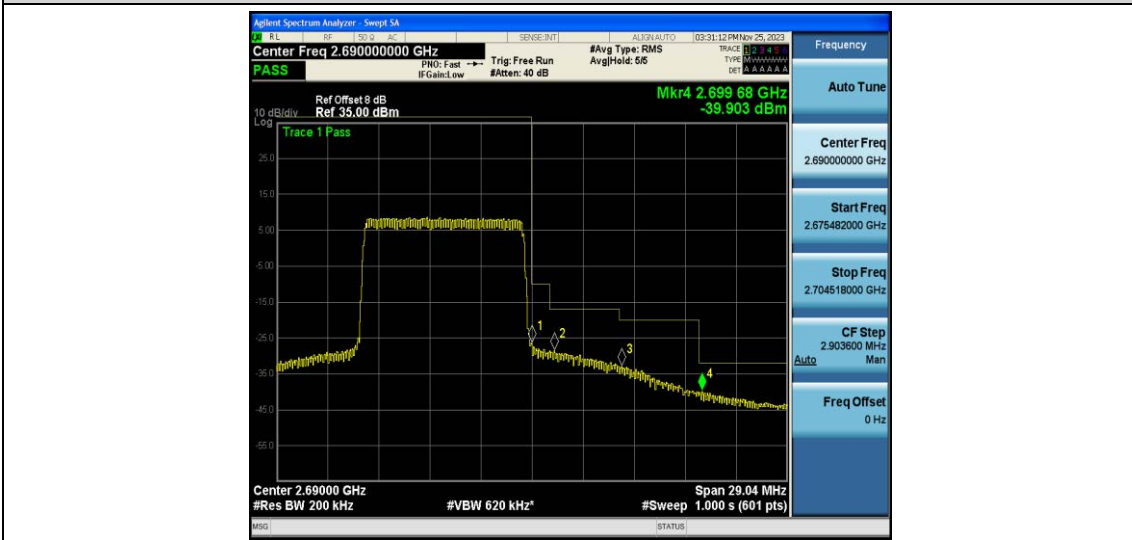 Agilent Spectrum Analyzer - Swept SA
RL RF 50 Ω AC SENSE:INT ALIGNAUTO 03:31:12 PM Nov 25, 2023
Center Freq 2.690000000 GHz #Avg Type: RMS TRACE 1 2 3 4 5 6
PASS PNO: Fast Trig: Free Run Avg|Hold: 5/5 TYPE M
IFGain:Low #Atten: 40 dB DET A A A A A A
Mkr4 2.699 68 GHz
-39.903 dBm
Ref Offset 8 dB
10 dB/div Ref 35.00 dBm
Log
Trace 1 Pass
25.0
15.0
5.00
-5.00
-15.0
-25.0
-35.0
-45.0
-55.0
1
2
3
4
Center 2.69000 GHz Span 29.04 MHz
#Res BW 200 kHz #VBW 620 kHz* #Sweep 1.000 s (601 pts)
MSG STATUS
Frequency
Auto Tune
Center Freq
2.690000000 GHz
Start Freq
2.675482000 GHz
Stop Freq
2.704518000 GHz
CF Step
2.903600 MHz
Auto Man
Freq Offset
0 Hz